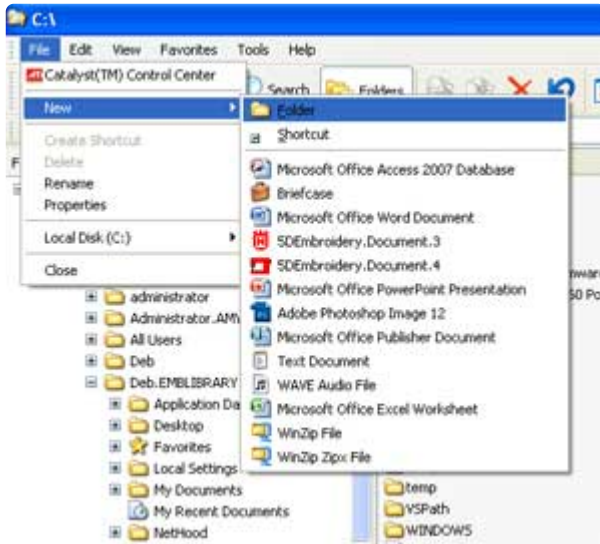 C:\
File Edit View Favorites Tools Help
Catalyst(TM) Control Center
Search Folders
New
Folder
Shortcut
Create Shortcut
Delete
Rename
Properties
Local Disk (C:)
Close
Microsoft Office Access 2007 Database
Briefcase
Microsoft Office Word Document
SDEmbroidery.Document.3
SDEmbroidery.Document.4
Microsoft Office PowerPoint Presentation
Adobe Photoshop Image 12
Microsoft Office Publisher Document
Text Document
WAVE Audio File
Microsoft Office Excel Worksheet
WinZip File
WinZip Zipx File
administrator
Administrator.AM
All Users
Deb
Deb.EMBLIBRARY
Application Da
Desktop
Favorites
Local Settings
My Documents
My Recent Documents
NetHood
temp
VSPath
WINDOWS